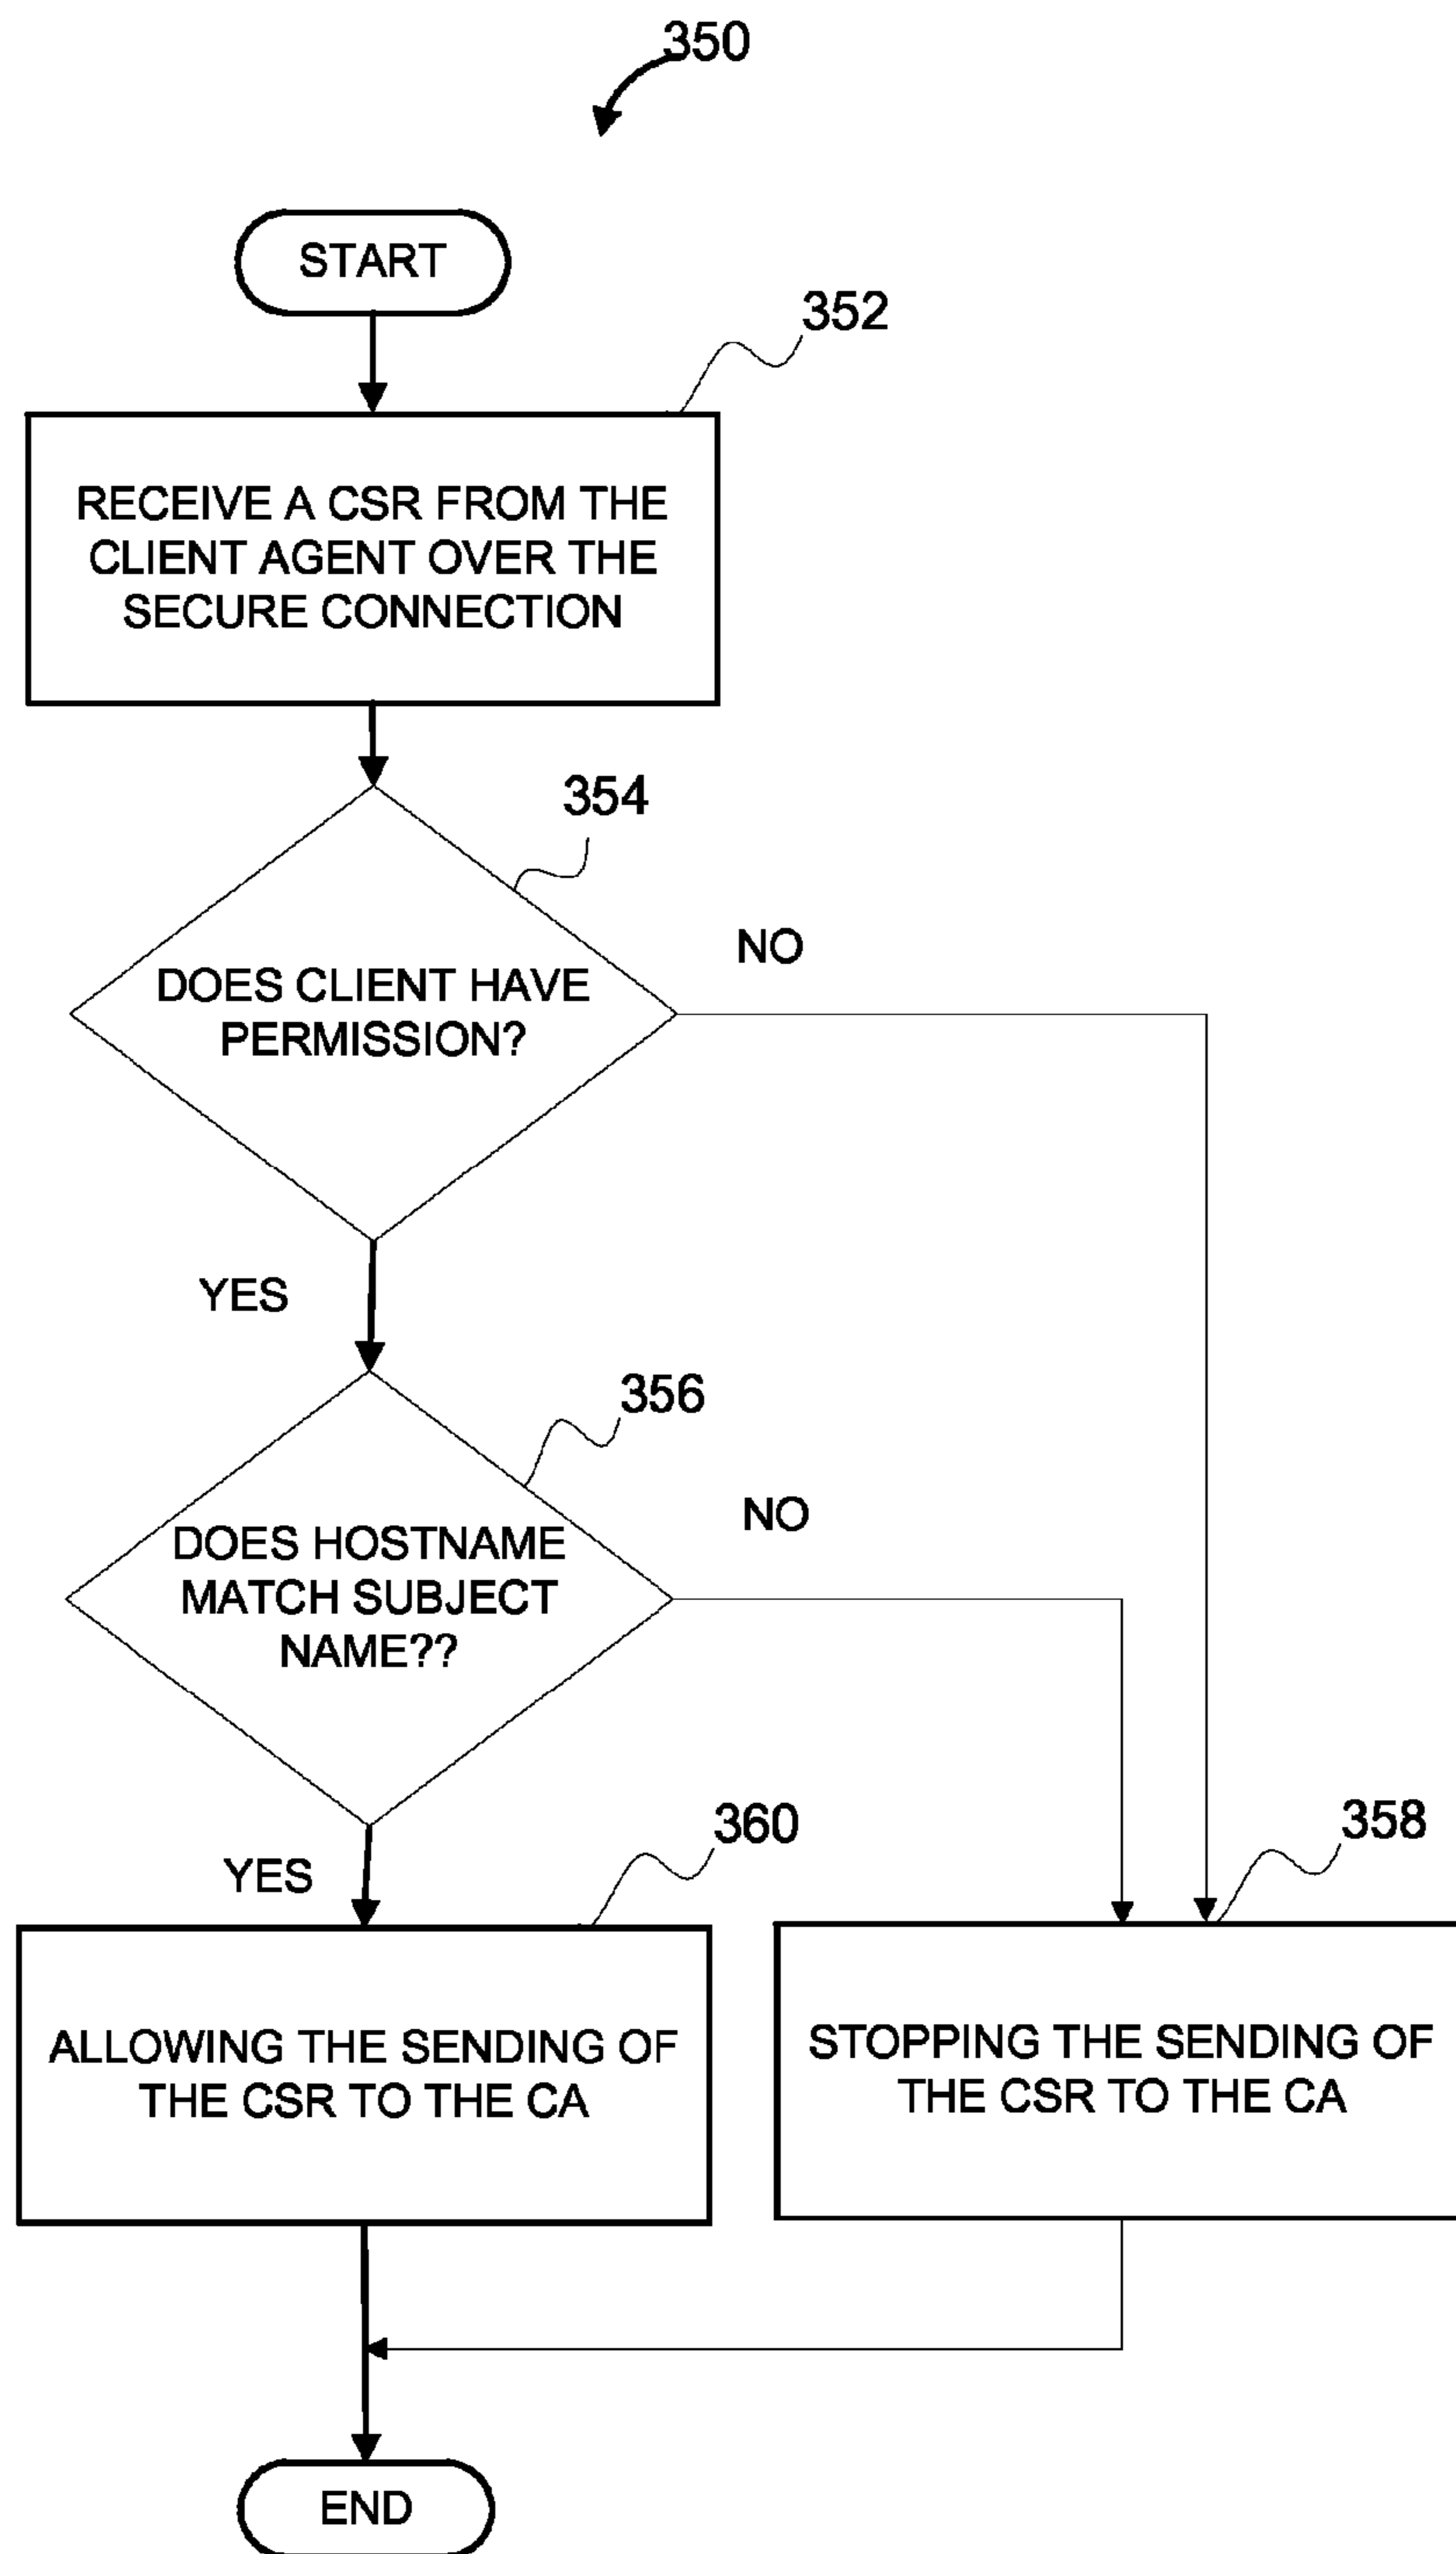 350
START
352
RECEIVE A CSR FROM THE
CLIENT AGENT OVER THE
SECURE CONNECTION
354
NO
DOES CLIENT HAVE
PERMISSION?
YES
356
NO
DOES HOSTNAME
MATCH SUBJECT
NAME??
YES
360
358
ALLOWING THE SENDING OF
THE CSR TO THE CA
STOPPING THE SENDING OF
THE CSR TO THE CA
END